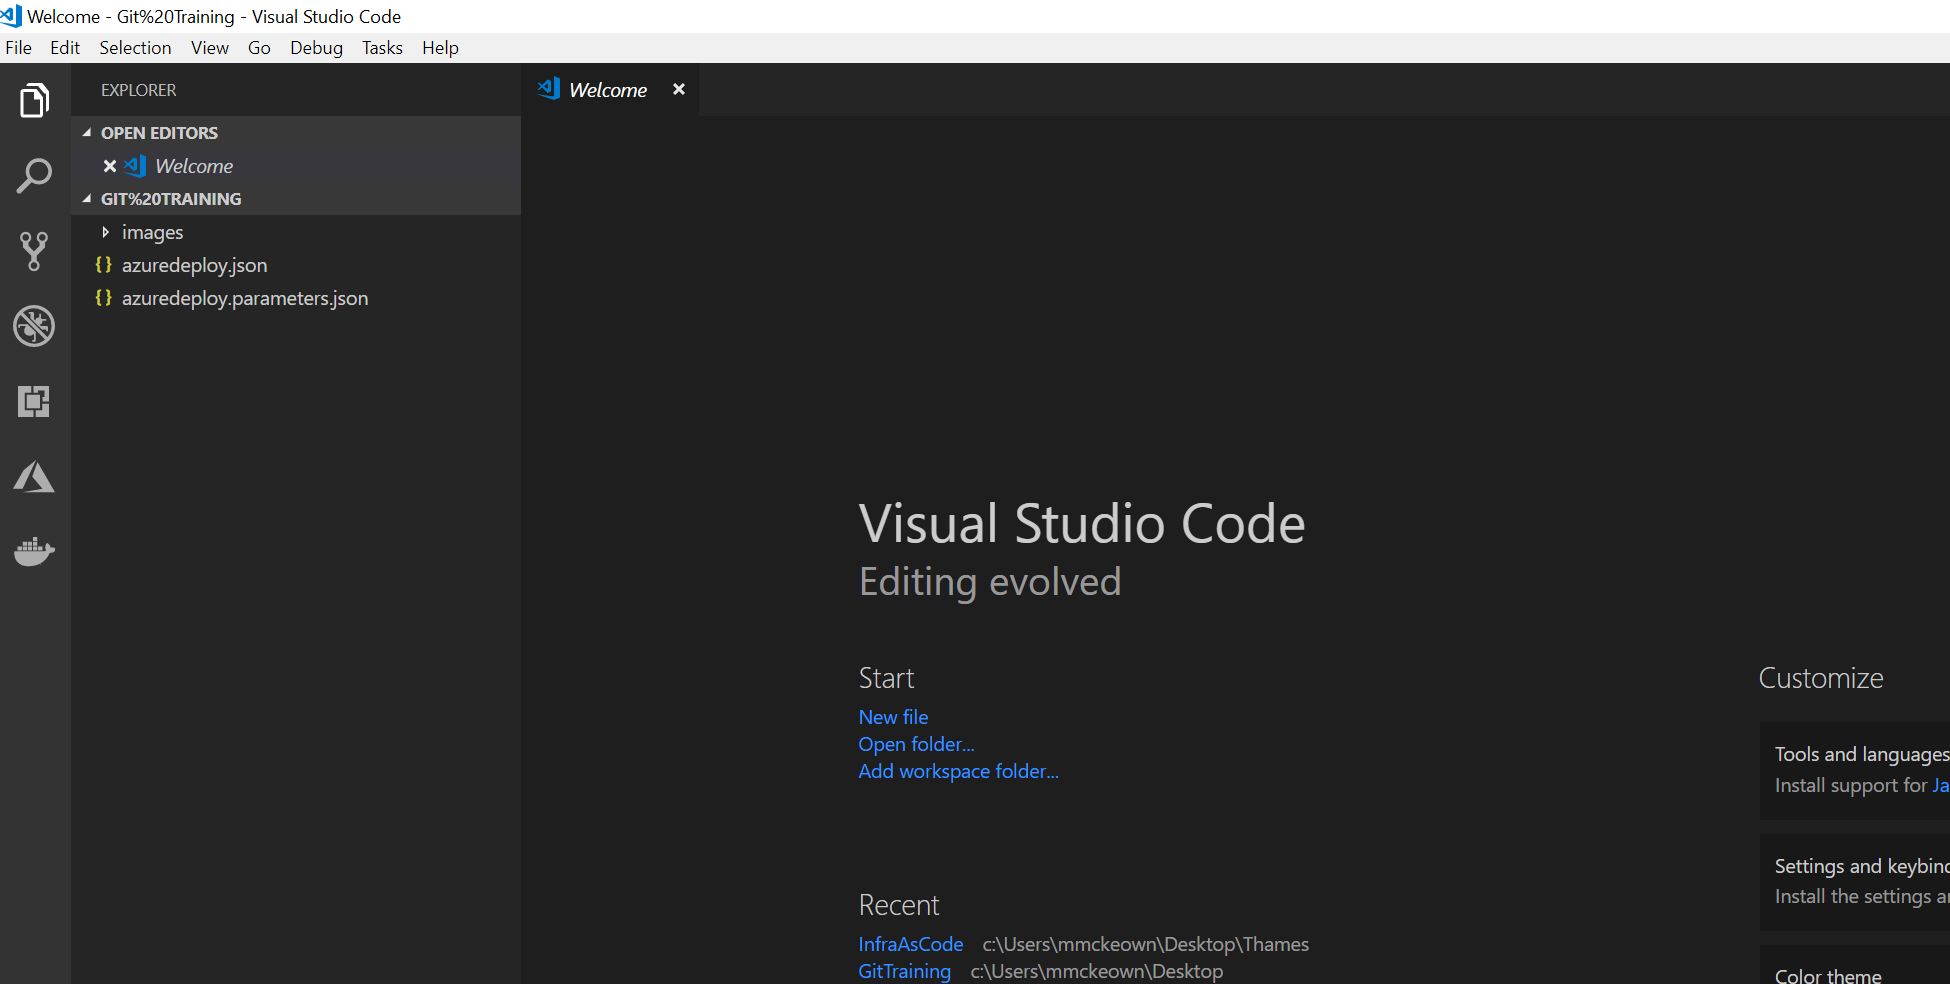 Welcome - Git%20Training - Visual Studio Code
File Edit Selection View Go Debug Tasks Help
EXPLORER
OPEN EDITORS
Welcome
GIT%20TRAINING
images
azuredeploy.json
azuredeploy.parameters.json
Welcome
Visual Studio Code
Editing evolved
Start
New file
Open folder...
Add workspace folder...
Recent
InfraAsCode c:\Users\mmckeown\Desktop\Thames
GitTraining c:\Users\mmckeown\Desktop
Customize
Tools and languages
Install support for Ja
Settings and keybin
Install the settings a
Color theme